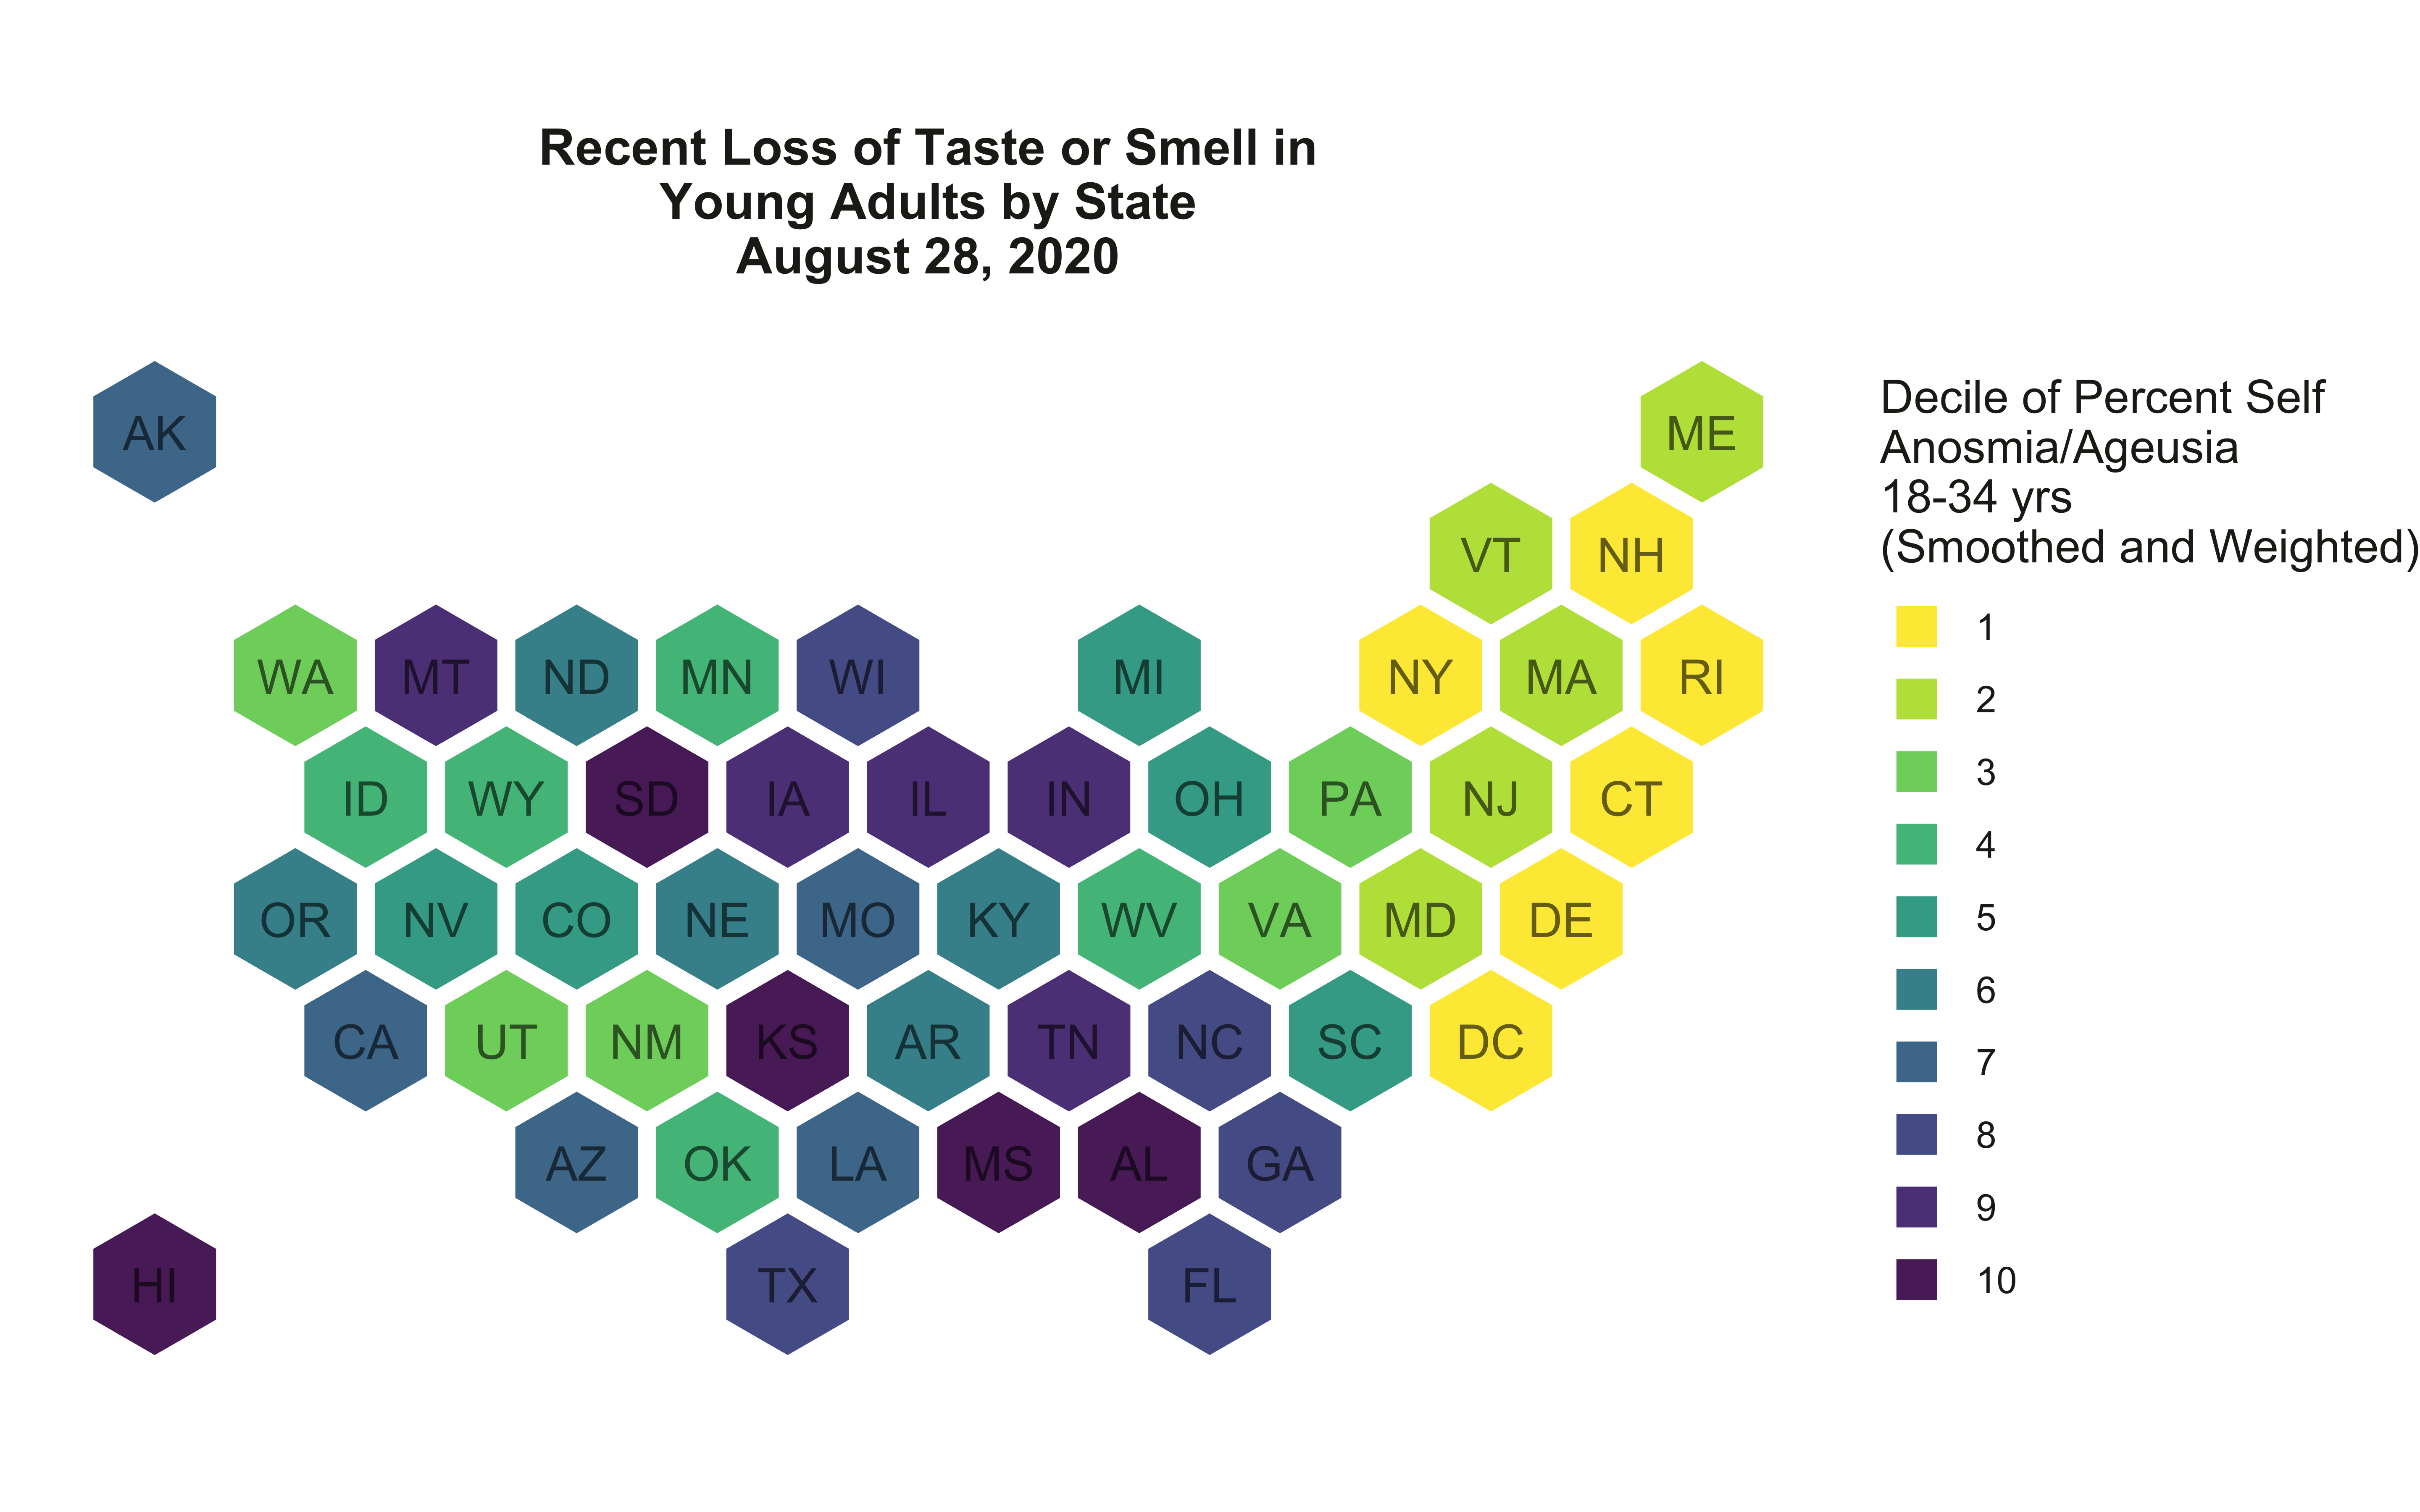 Recent Loss of Taste or Smell in
Young Adults by State
August 28, 2020
AK
ME
VT NH
WA MT ND MN WI MI NY MA RI
ID WY SD IA IL IN OH PA NJ CT
OR NV CO NE MO KY WV VA MD DE
CA UT NM KS AR TN NC SC DC
AZ OK LA MS AL GA
HI TX FL
Decile of Percent Self
Anosmia/Ageusia
18-34 yrs
(Smoothed and Weighted)
1
2
3
4
5
6
7
8
9
10